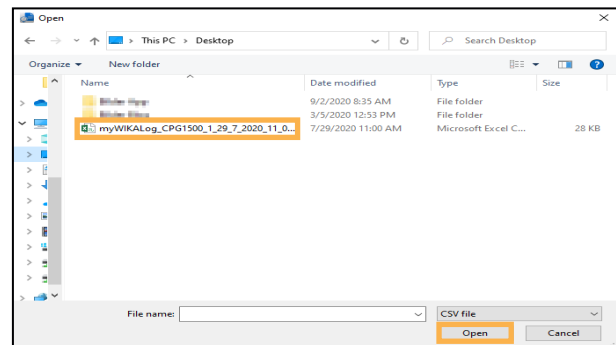 Open
This PC > Desktop
Search Desktop
Organize
New folder
Name
Date modified
Type
Size
9/2/2020 8:35 AM
File folder
3/5/2020 12:53 PM
File folder
myWIKALog_CPG1500_1_29_7_2020_11_0...
7/29/2020 11:00 AM
Microsoft Excel C...
28 KB
File name:
CSV file
Open
Cancel